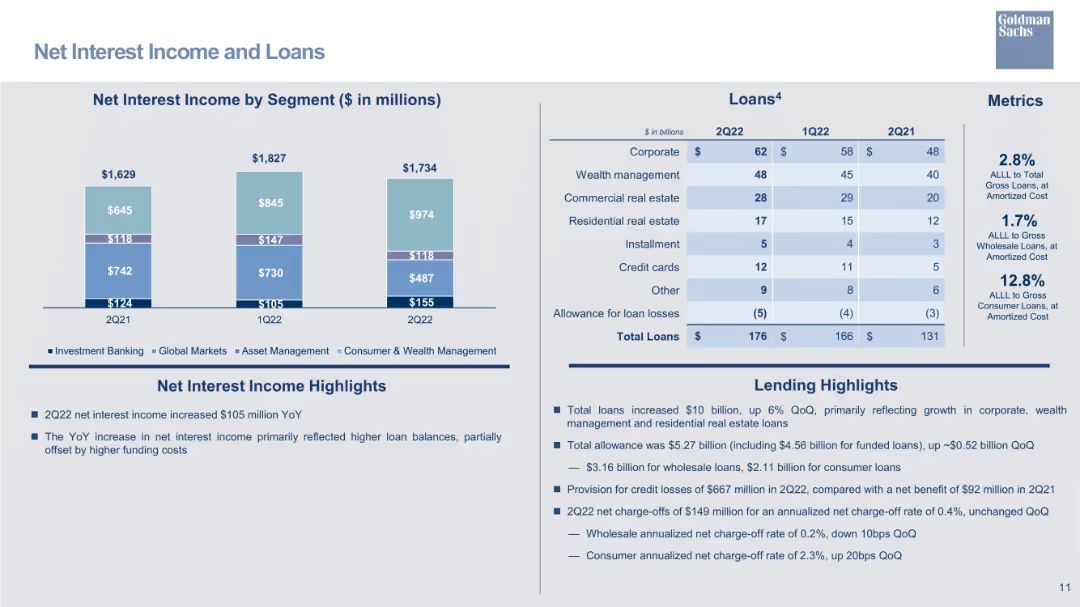 Goldman
Sachs
Net Interest Income and Loans
Net Interest Income by Segment ($ in millions)
$1,629
$1,827
$1,734
$645
$845
$974
$118
$147
$118
$742
$730
$487
$124
$105
$155
2Q21
1Q22
2Q22
Investment Banking
Global Markets
Asset Management
Consumer & Wealth Management
Net Interest Income Highlights
2Q22 net interest income increased $105 million YoY
The YoY increase in net interest income primarily reflected higher loan balances, partially
offset by higher funding costs
Loans4
$ in billions 2Q22 1Q22 2Q21
Corporate $ 62 $ 58 $ 48
Wealth management 48 45 40
Commercial real estate 28 29 20
Residential real estate 17 15 12
Installment 5 4 3
Credit cards 12 11 5
Other 9 8 6
Allowance for loan losses (5) (4) (3)
Total Loans $ 176 $ 166 $ 131
Metrics
2.8%
ALLL to Total
Gross Loans, at
Amortized Cost
1.7%
ALLL to Gross
Wholesale Loans, at
Amortized Cost
12.8%
ALLL to Gross
Consumer Loans, at
Amortized Cost
Lending Highlights
Total loans increased $10 billion, up 6% QoQ, primarily reflecting growth in corporate, wealth
management and residential real estate loans
Total allowance was $5.27 billion (including $4.56 billion for funded loans), up ~$0.52 billion QoQ
— $3.16 billion for wholesale loans, $2.11 billion for consumer loans
Provision for credit losses of $667 million in 2Q22, compared with a net benefit of $92 million in 2Q21
2Q22 net charge-offs of $149 million for an annualized net charge-off rate of 0.4%, unchanged QoQ
— Wholesale annualized net charge-off rate of 0.2%, down 10bps QoQ
— Consumer annualized net charge-off rate of 2.3%, up 20bps QoQ
11